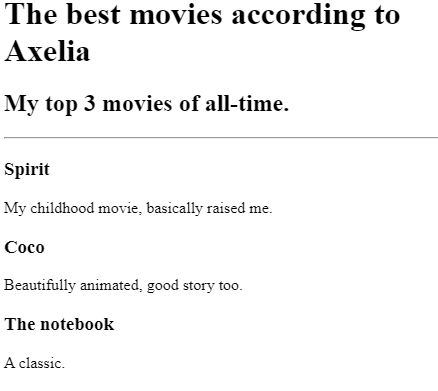 The best movies according to
Axelia
My top 3 movies of all-time.
Spirit
My childhood movie, basically raised me.
Coco
Beautifully animated, good story too.
The notebook
A classic.